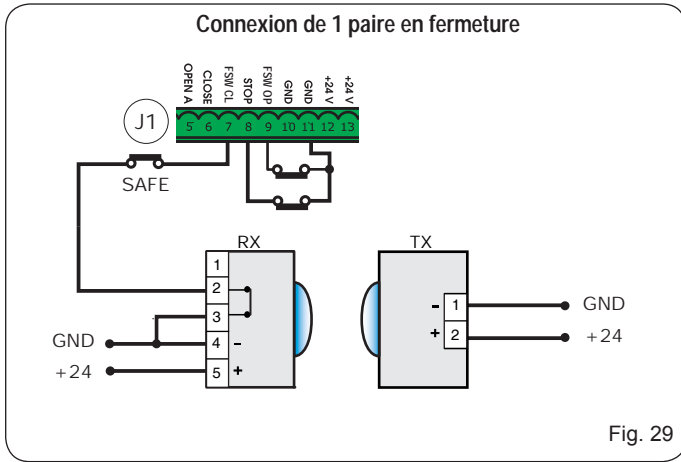 Connexion de 1 paire en fermeture
OPEN A
CLOSE
FSW CL
STOP
FSW OP
GND
GND
+24 V
+24 V
J1
5 6 7 8 9 10 11 12 13
SAFE
RX
TX
1
2
3
GND 4 -
+24 5 +
- 1 GND
+ 2 +24
Fig. 29